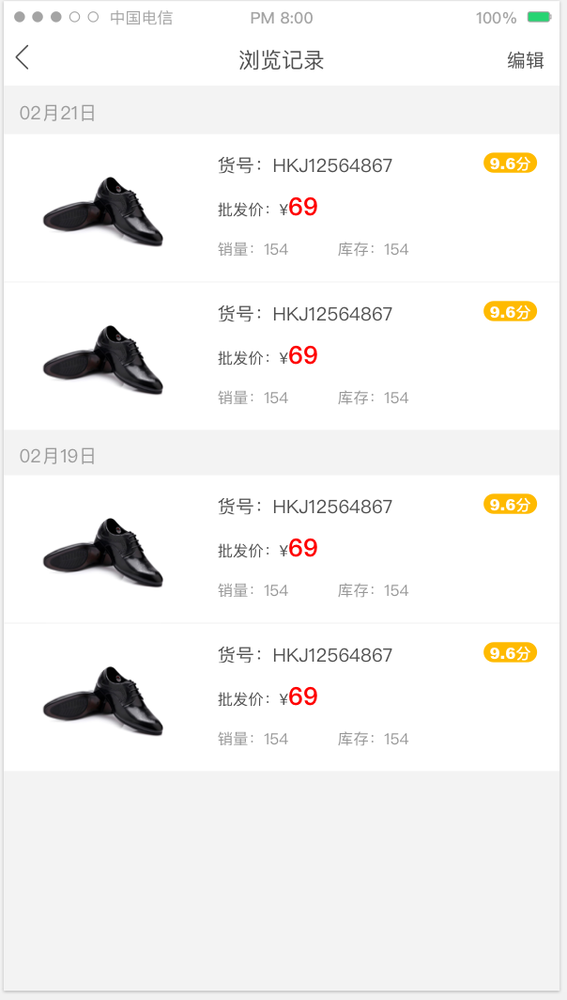 中国电信 PM 8:00 100%
浏览记录 编辑
02月21日
货号：HKJ12564867 9.6分
批发价：¥69
销量：154 库存：154
货号：HKJ12564867 9.6分
批发价：¥69
销量：154 库存：154
02月19日
货号：HKJ12564867 9.6分
批发价：¥69
销量：154 库存：154
货号：HKJ12564867 9.6分
批发价：¥69
销量：154 库存：154